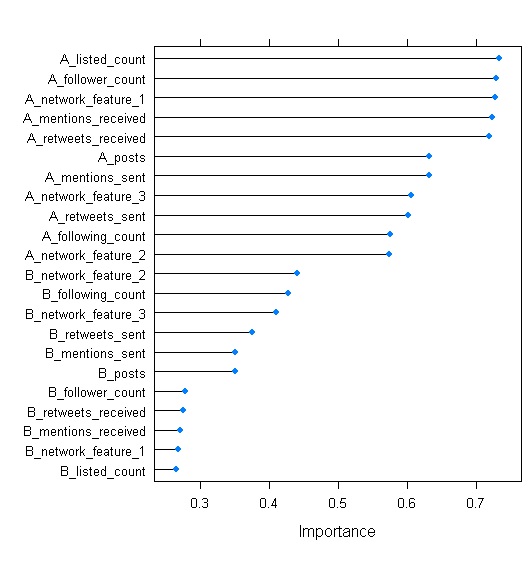 A_listed_count
A_follower_count
A_network_feature_1
A_mentions_received
A_retweets_received
A_posts
A_mentions_sent
A_network_feature_3
A_retweets_sent
A_following_count
A_network_feature_2
B_network_feature_2
B_following_count
B_network_feature_3
B_retweets_sent
B_mentions_sent
B_posts
B_follower_count
B_retweets_received
B_mentions_received
B_network_feature_1
B_listed_count
0.3 0.4 0.5 0.6 0.7
Importance